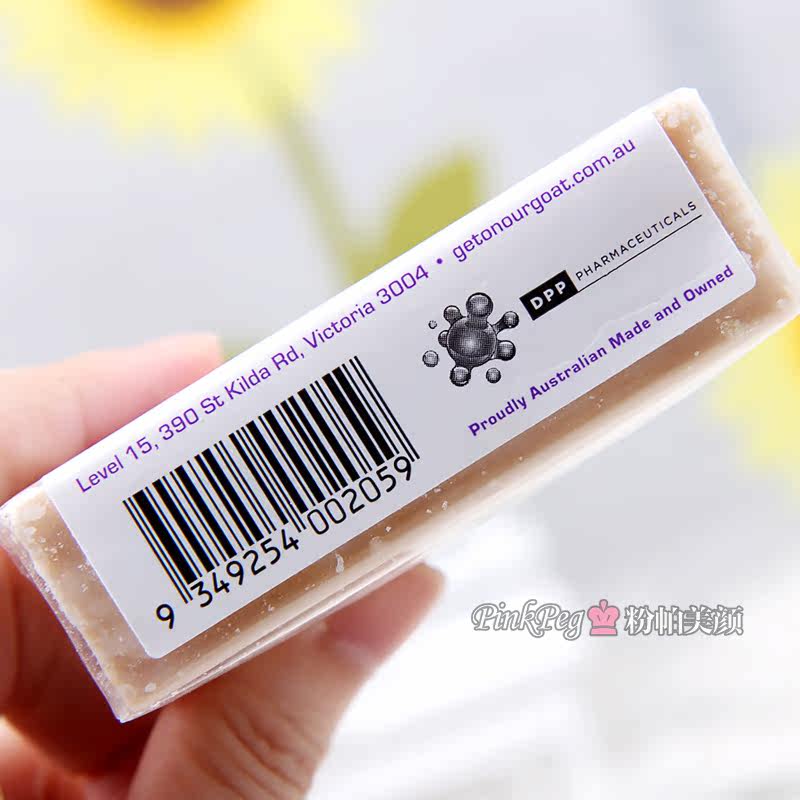 Level 15, 390 St Kilda Rd, Victoria 3004 • getonourgoat.com.au
DPP PHARMACEUTICALS
Proudly Australian Made and Owned
9 349254 002059
PinkPeg 粉怕美颜